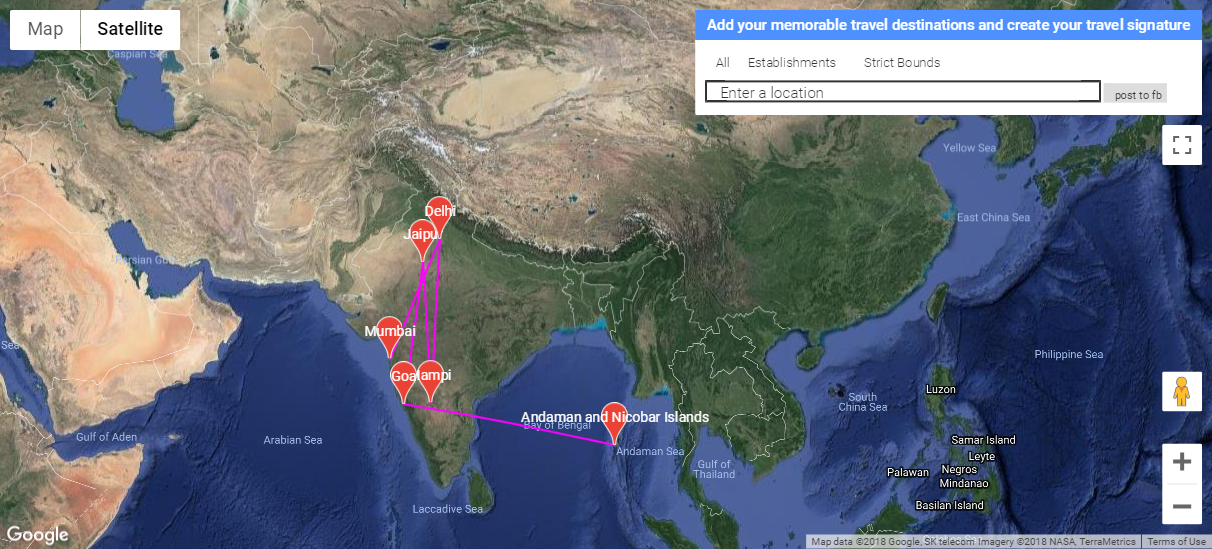 Map
Satellite
Add your memorable travel destinations and create your travel signature
All
Establishments
Strict Bounds
Enter a location
post to fb
Caspian Sea
Yellow Sea
East China Sea
Delhi
Jaipu
Persian Gu
Mumbai
Sea
Philippine Sea
Goa
ampi
Luzon
South
China Sea
Andaman and Nicobar Islands
Bay of Bengal
Gulf of Aden
Arabian Sea
Samar Island
Andaman Sea
Leyte
Gulf of
Thailand
Palawan
Negros
Mindanao
Basilan Island
Laccadive Sea
Google
Map data ©2018 Google, SK telecom Imagery ©2018 NASA, TerraMetrics
Terms of Use